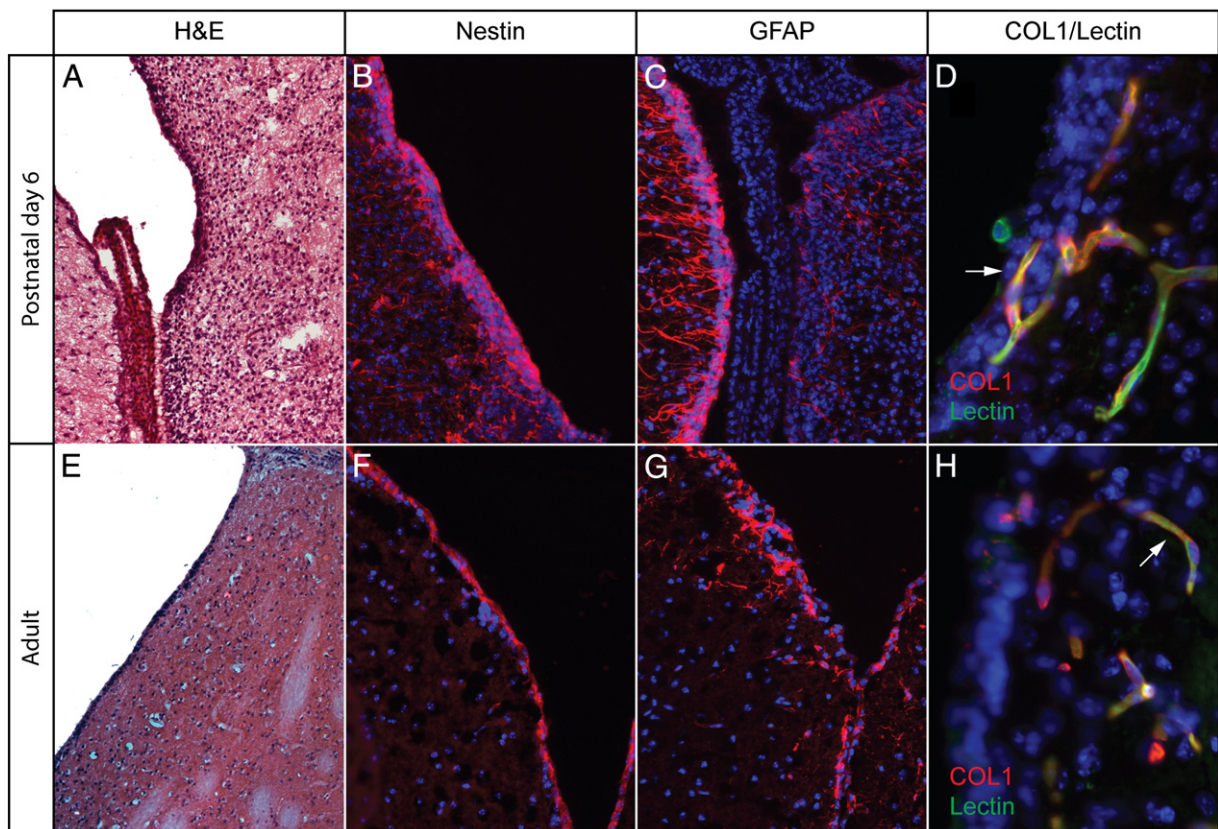 H&E Nestin GFAP COL1/Lectin
Postnatal day 6
A B C D
COL1
Lectin
Adult
E F G H
COL1
Lectin